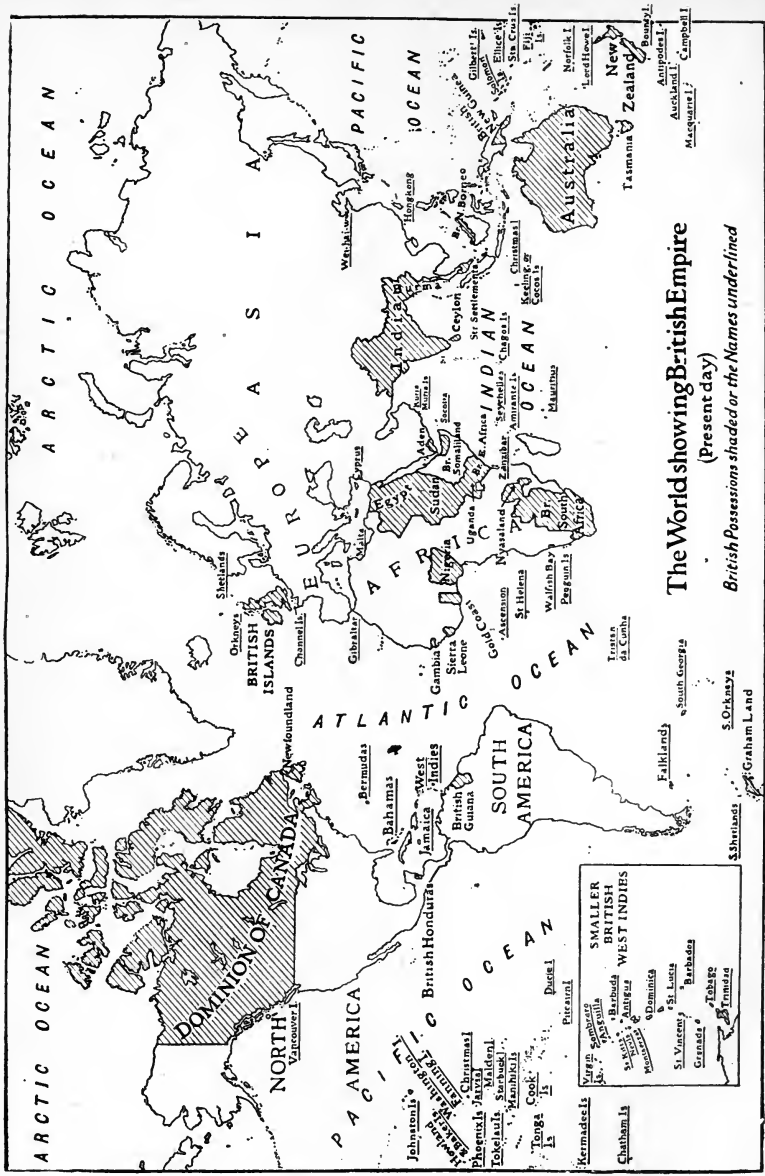 ARCTIC OCEAN
ARCTIC OCEAN
DOMINION OF CANADA
NORTH
AMERICA
Vancouver I
Newfoundland
Bermudas
Bahamas
Jamaica
West
Indies
British Honduras
British
Guiana
SOUTH
AMERICA
ATLANTIC OCEAN
PACIFIC OCEAN
Johnston Is
Washington I
Fanning I
Christmas I
Howland
& Baker Is
Jarvis I
Phoenix Is
Malden I
Tokelau Is
Starbuck I
Manihiki Is
Tonga
Is
Cook
Is
Ducie I
Pitcairn I
Kermadec Is
Chatham Is
Falklands
South Georgia
S. Orkneys
S. Shetlands
Graham Land
Tristan
da Cunha
Orkneys
Shetlands
BRITISH
ISLANDS
Channel Is
Gibraltar
Malta
Cyprus
EUROPE
ASIA
AFRICA
Egypt
Sudan
Aden
Br.
Somaliland
Br. E. Africa
Uganda
Zanzibar
Nigeria
Gambia
Sierra
Leone
Gold Coast
Ascension
St Helena
Nyassaland
Walfish Bay
Penguin Is
Br.
South
Africa
Kuria
Muria Is
Socotra
Seychelles
Amirante Is
Mauritius
Chagos Is
INDIAN
OCEAN
Indian
Ceylon
Str Settlements
Christmas I
Keeling or
Cocos Is
Wei-hai-wei
Hongkong
Br. N. Borneo
PACIFIC
OCEAN
British New Guinea
Solomon
Gilbert Is
Ellice Is
Sta Cruz Is
Fiji
Is
Norfolk I
Lord Howe I
Australia
Tasmania
New
Zealand
Bounty I
Antipodes I
Campbell I
Auckland I
Macquarie I
The World showing British Empire
(Present day)
British Possessions shaded or the Names underlined
SMALLER
BRITISH
WEST INDIES
Virgin
Is
Sombrero
Anguilla
Barbuda
St Kitts
Nevis
Antigua
Montserrat
Dominica
St Lucia
St Vincent
Barbados
Grenada
Tobago
Trinidad